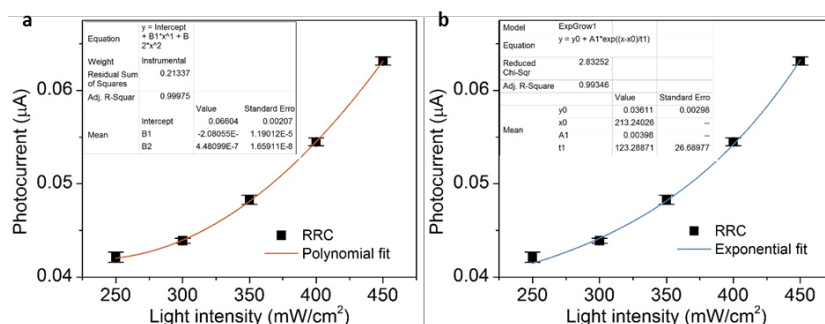 a
Equation
y = Intercept
+ B1*x^1 + B
2*x^2
Weight Instrumental
Residual Sum
of Squares
0.21337
Adj. R-Squar 0.99975
Value Standard Erro
Mean
Intercept 0.06604 0.00207
B1 -2.08055E- 1.19012E-5
B2 4.48099E-7 1.65911E-8
Photocurrent (μA)
0.06
0.05
0.04
RRC
Polynomial fit
250 300 350 400 450
Light intensity (mW/cm²)
b
Model ExpGrow1
Equation y = y0 + A1*exp((x-x0)/t1)
Reduced
Chi-Sqr
2.83252
Adj. R-Square 0.99346
Value Standard Error
Mean
y0 0.03611 0.00298
x0 213.24026 --
A1 0.00398 --
t1 123.28871 26.68977
Photocurrent (μA)
0.06
0.05
0.04
RRC
Exponential fit
250 300 350 400 450
Light intensity (mW/cm²)